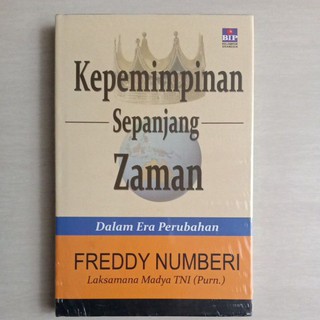 BIP
Kepemimpinan
Sepanjang
Zaman
Dalam Era Perubahan
FREDDY NUMBERI
Laksamana Madya TNI (Purn.)